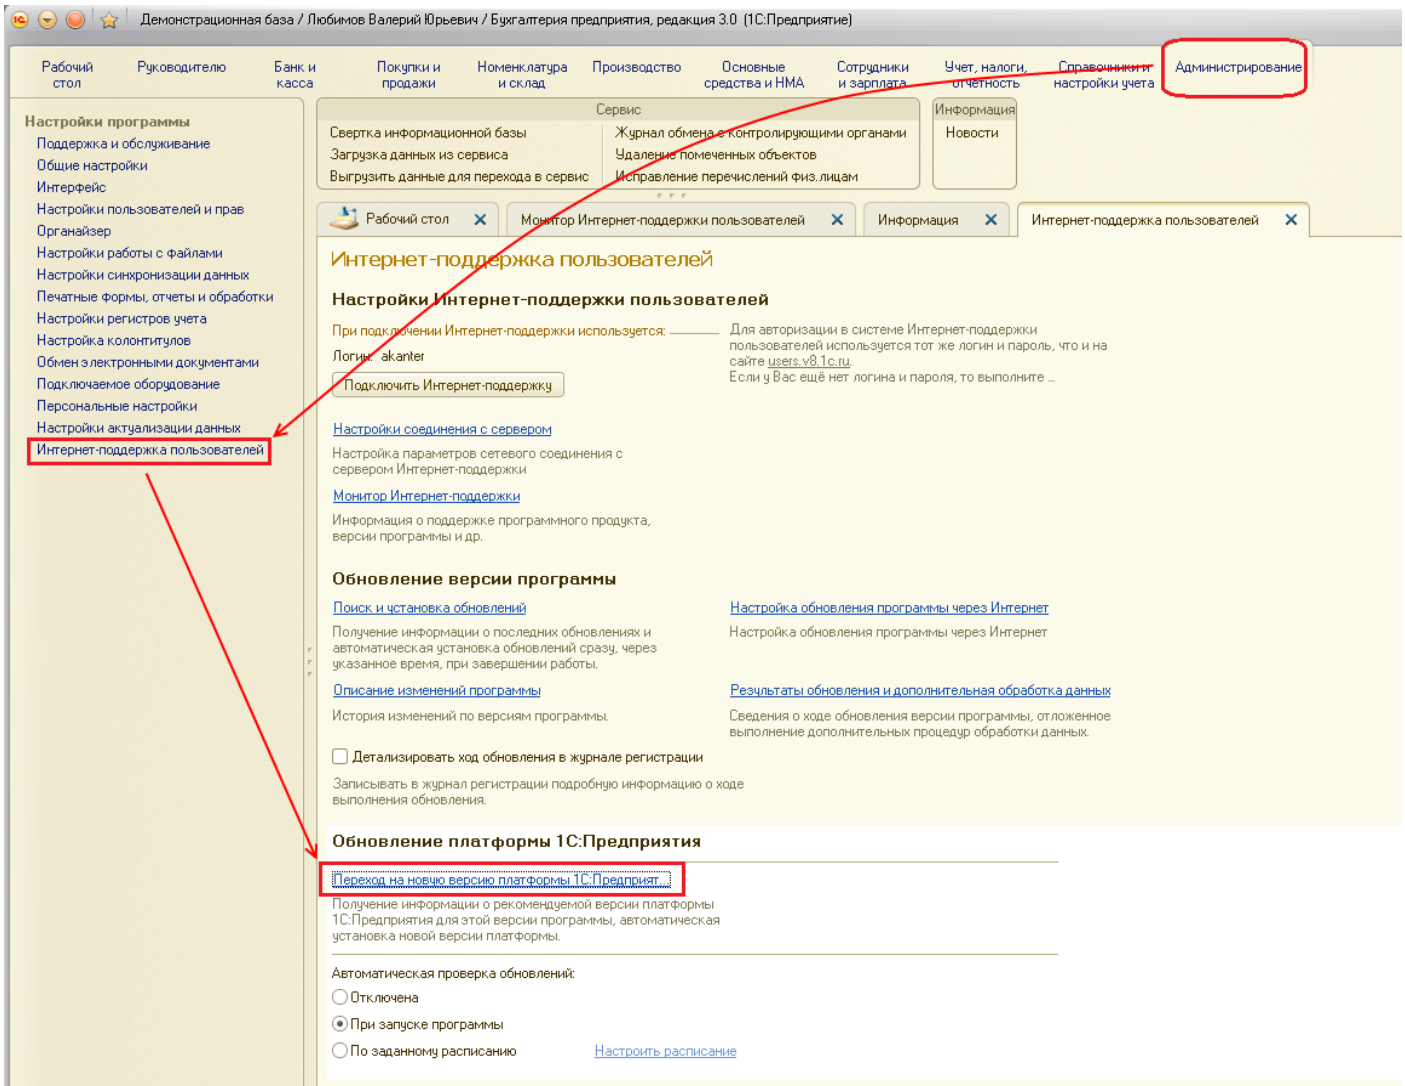 Демонстрационная база / Любимов Валерий Юрьевич / Бухгалтерия предприятия, редакция 3.0 (1С:Предприятие)
Рабочий стол
Руководителю
Банк и касса
Покупки и продажи
Номенклатура и склад
Производство
Основные средства и НМА
Сотрудники и зарплата
Учет, налоги, отчетность
Справочники и настройки учета
Администрирование
Настройки программы
Поддержка и обслуживание
Общие настройки
Интерфейс
Настройки пользователей и прав
Органайзер
Настройки работы с файлами
Настройки синхронизации данных
Печатные формы, отчеты и обработки
Настройки регистров учета
Настройка колонтитулов
Обмен электронными документами
Подключаемое оборудование
Персональные настройки
Настройки актуализации данных
Интернет-поддержка пользователей
Сервис
Свертка информационной базы
Загрузка данных из сервиса
Выгрузить данные для перехода в сервис
Журнал обмена с контролирующими органами
Удаление помеченных объектов
Исправление перечислений физ.лицам
Информация
Новости
Рабочий стол
Монитор Интернет-поддержки пользователей
Информация
Интернет-поддержка пользователей
Интернет-поддержка пользователей
Настройки Интернет-поддержки пользователей
При подключении Интернет-поддержки используется:
Логин: akanter
Подключить Интернет-поддержку
Для авторизации в системе Интернет-поддержки
пользователей используется тот же логин и пароль, что и на
сайте users.v8.1c.ru.
Если у Вас ещё нет логина и пароля, то выполните ...
Настройки соединения с сервером
Настройка параметров сетевого соединения с
сервером Интернет-поддержки
Монитор Интернет-поддержки
Информация о поддержке программного продукта,
версии программы и др.
Обновление версии программы
Поиск и установка обновлений
Получение информации о последних обновлениях и
автоматическая установка обновлений сразу, через
указанное время, при завершении работы.
Настройка обновления программы через Интернет
Настройка обновления программы через Интернет
Описание изменений программы
История изменений по версиям программы.
Результаты обновления и дополнительная обработка данных
Сведения о ходе обновления версии программы, отложенное
выполнение дополнительных процедур обработки данных.
Детализировать ход обновления в журнале регистрации
Записывать в журнал регистрации подробную информацию о ходе
выполнения обновления.
Обновление платформы 1С:Предприятия
Переход на новую версию платформы 1С:Предприят...
Получение информации о рекомендуемой версии платформы
1С:Предприятия для этой версии программы, автоматическая
установка новой версии платформы.
Автоматическая проверка обновлений:
Отключена
При запуске программы
По заданному расписанию
Настроить расписание